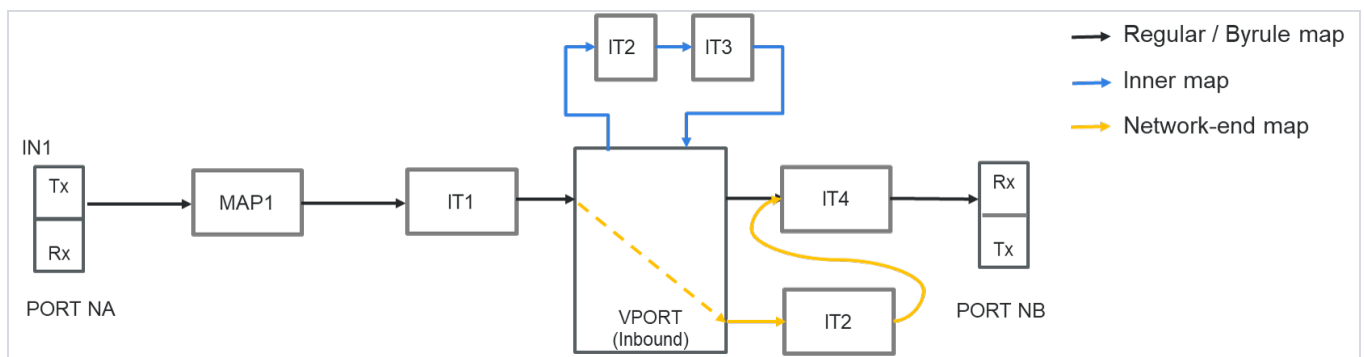 IT2
IT3
Regular / Byrule map
Inner map
Network-end map
IN1
Tx
Rx
PORT NA
MAP1
IT1
VPORT
(Inbound)
IT4
IT2
Rx
Tx
PORT NB